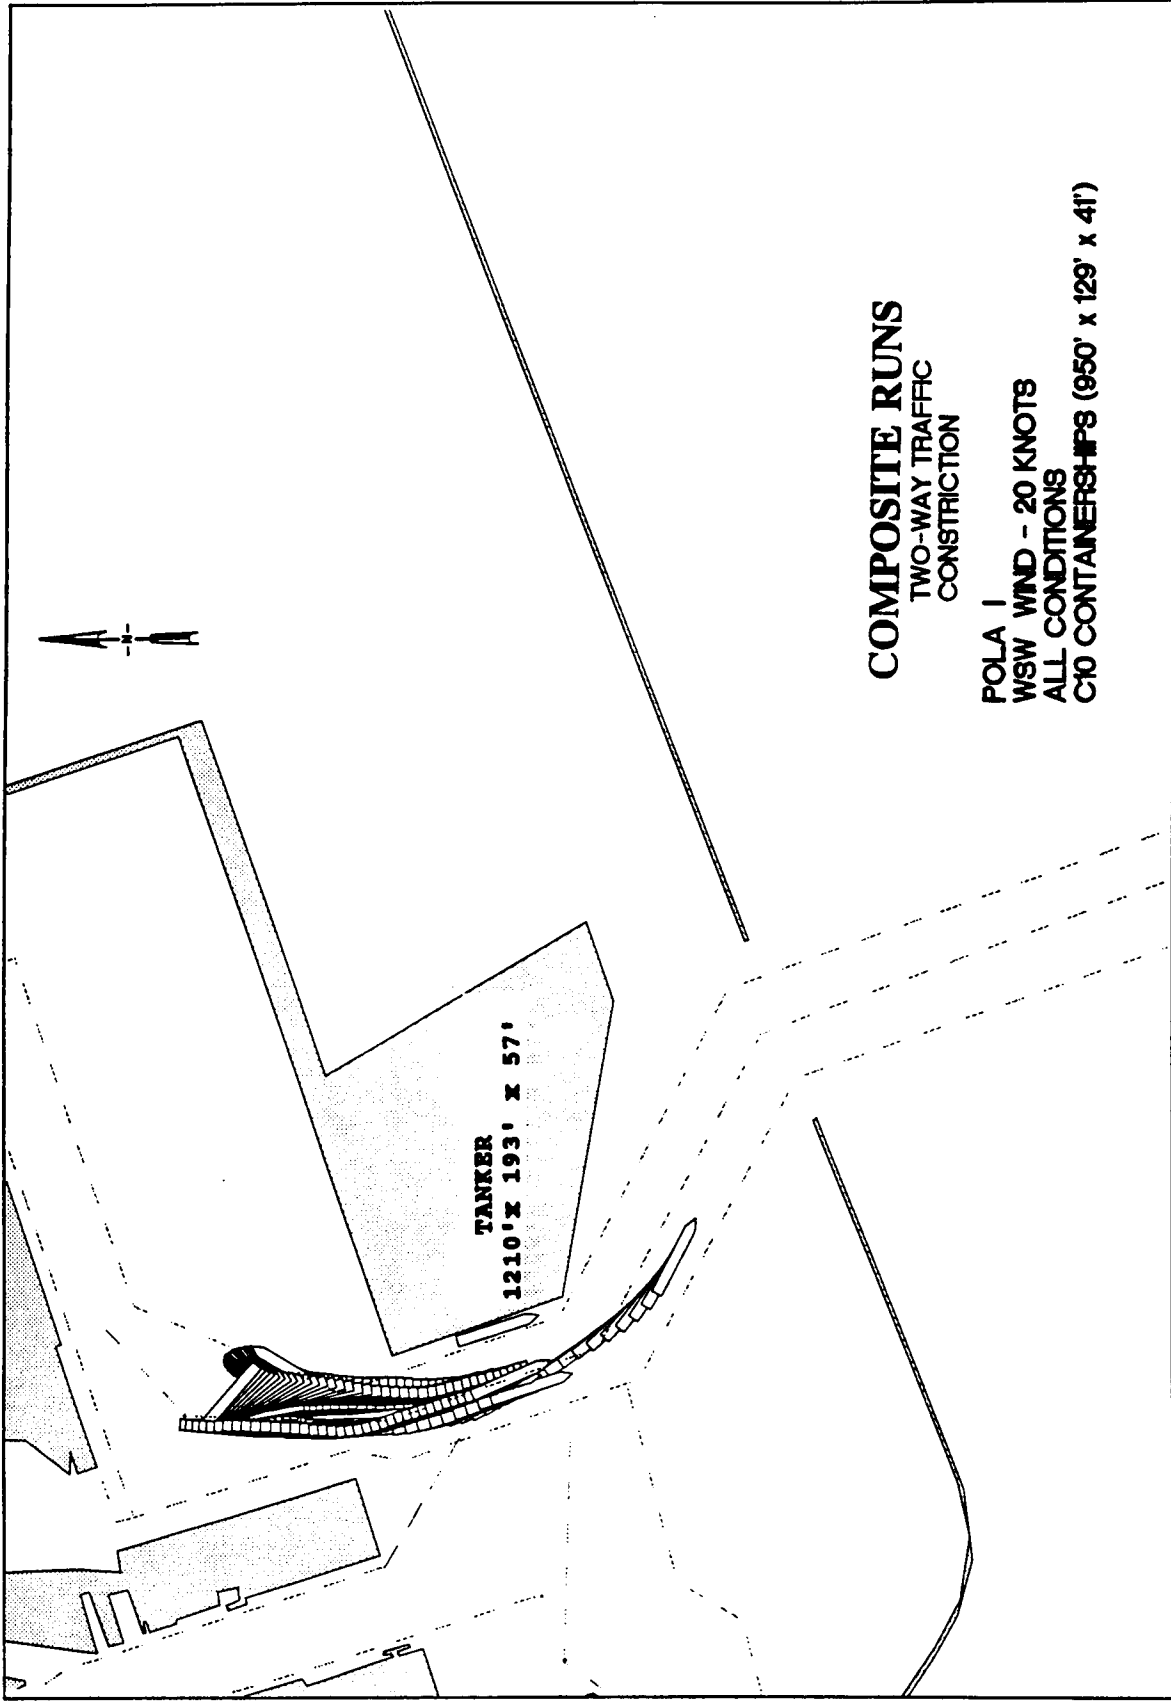 -N-
TANKER
1210'X 193' X 57'
COMPOSITE RUNS
TWO-WAY TRAFFIC
CONSTRICTION
POLA I
WSW WIND - 20 KNOTS
ALL CONDITIONS
C10 CONTAINERSHIPS (950' x 129' x 41')